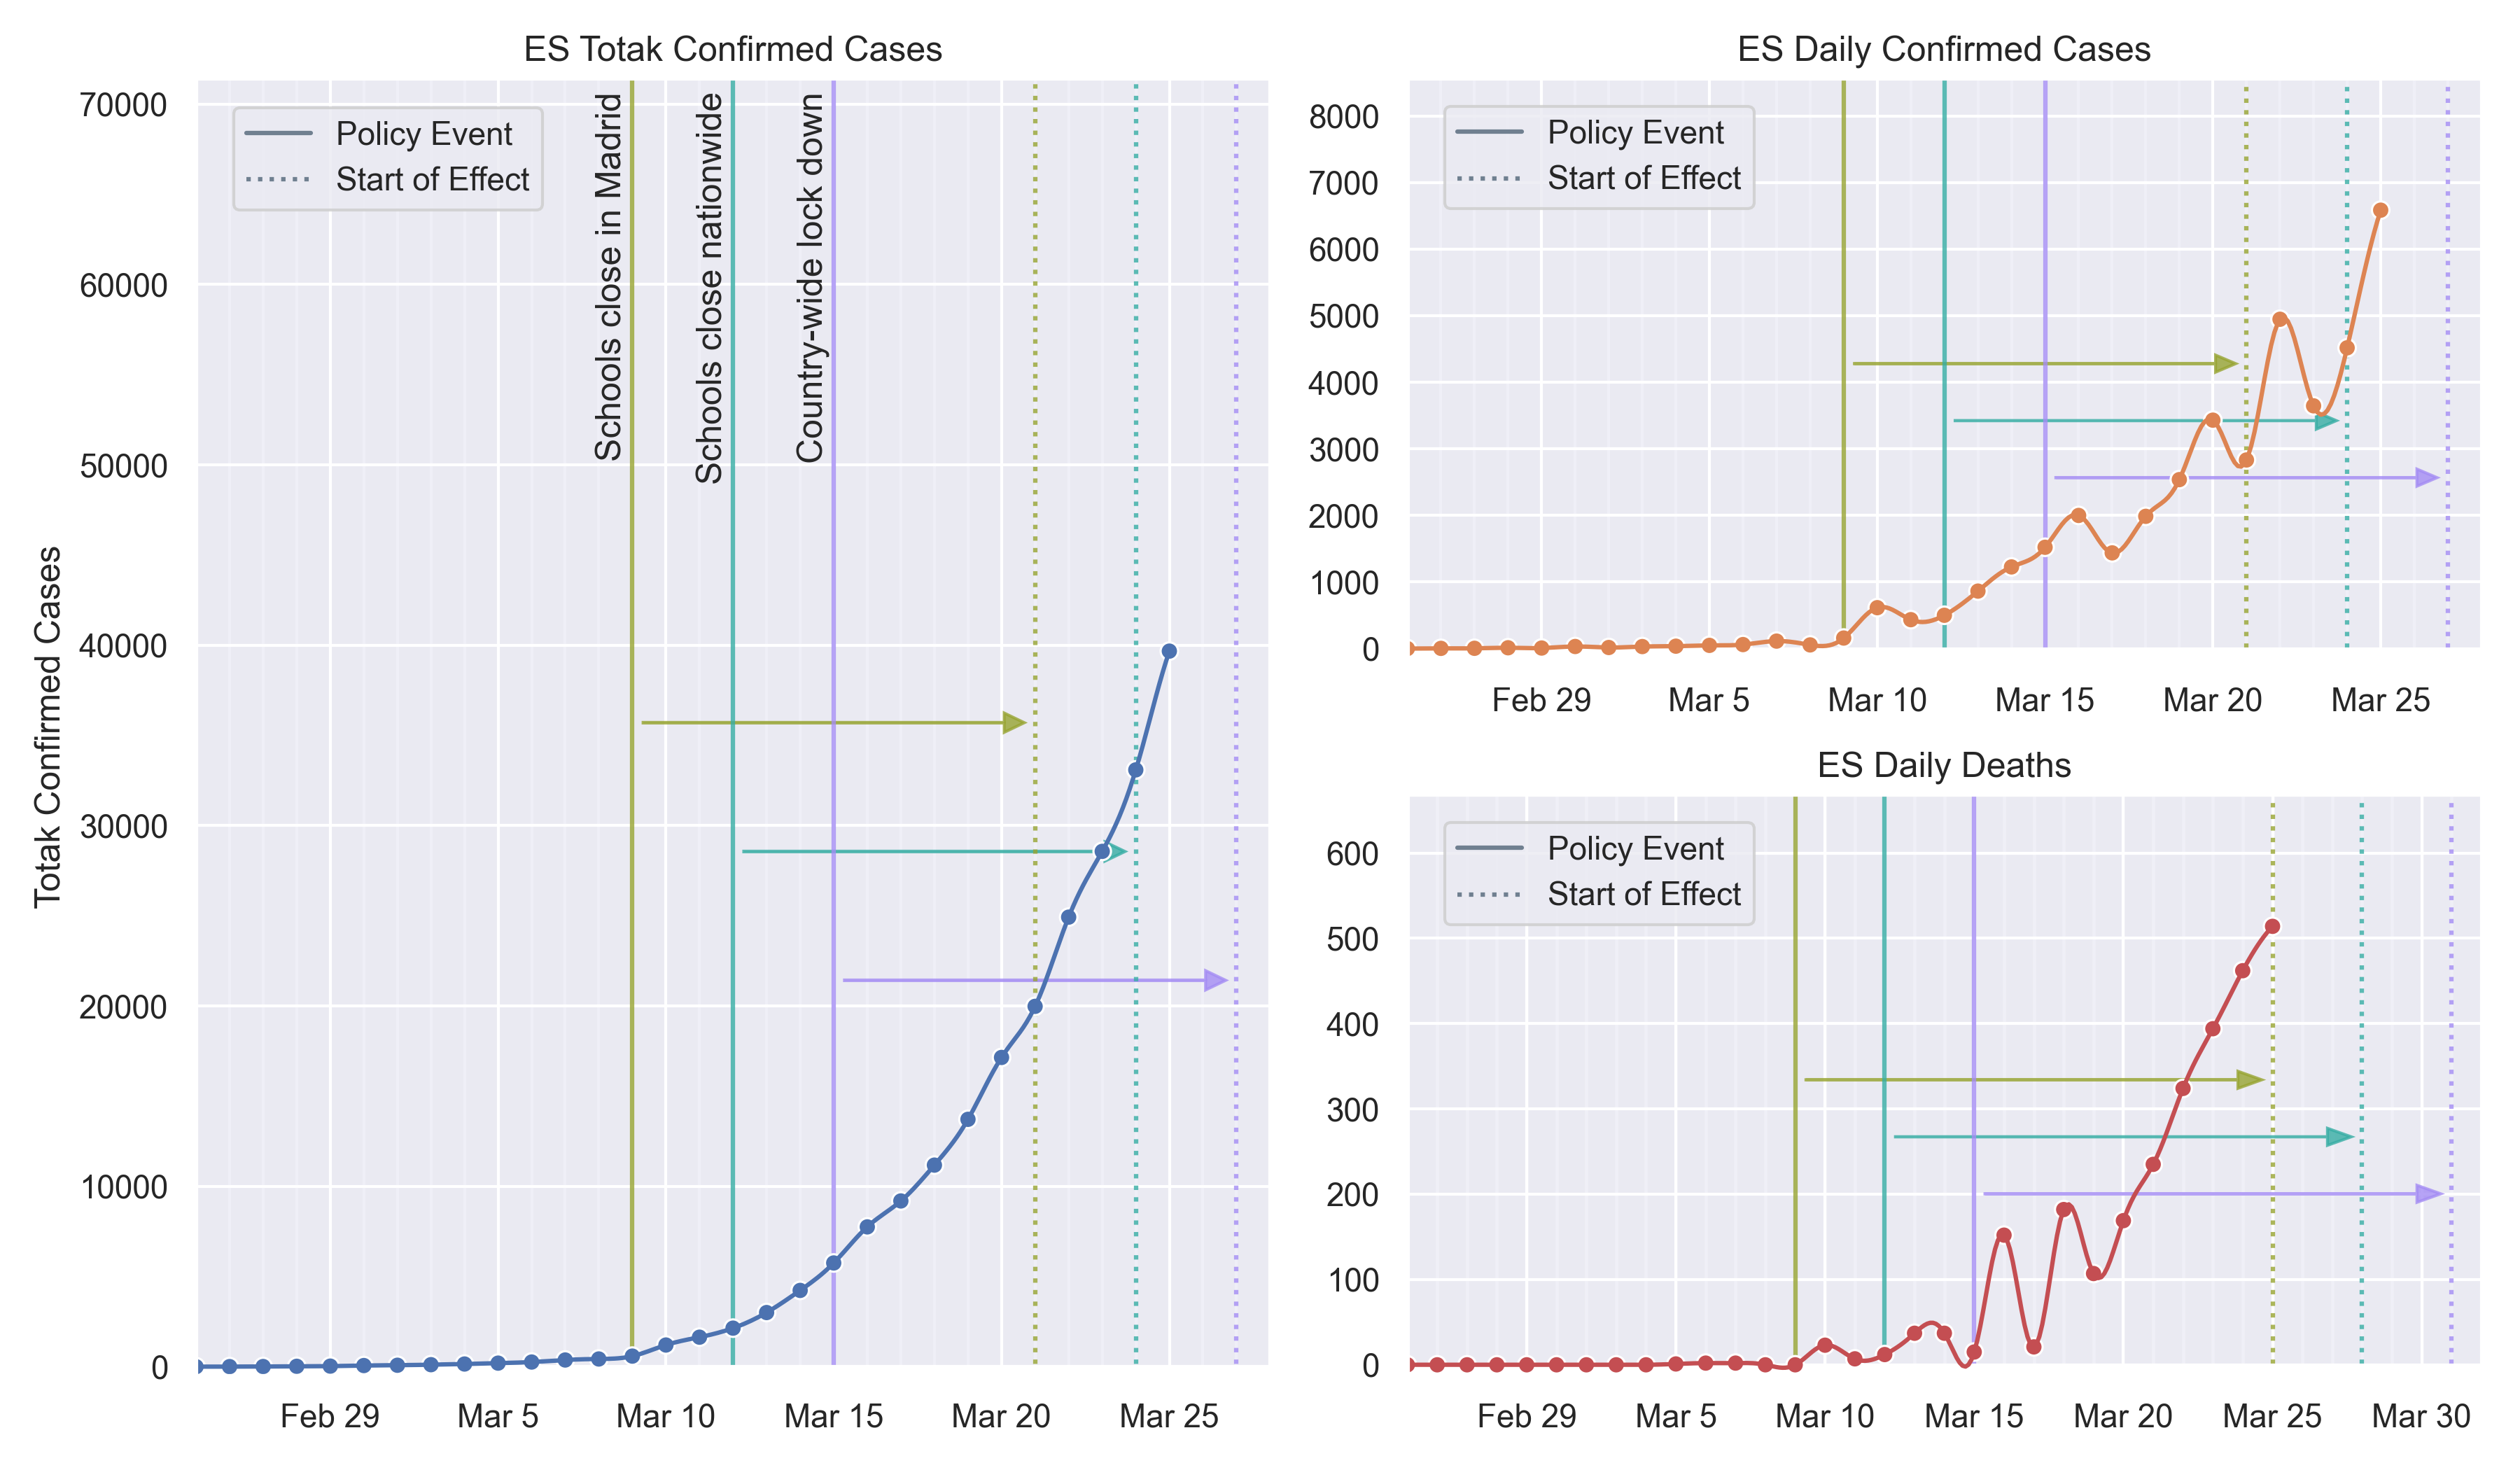 ES Totak Confirmed Cases
Totak Confirmed Cases
70000
60000
50000
40000
30000
20000
10000
0
Policy Event
Start of Effect
Schools close in Madrid
Schools close nationwide
Country-wide lock down
Feb 29
Mar 5
Mar 10
Mar 15
Mar 20
Mar 25
ES Daily Confirmed Cases
8000
7000
6000
5000
4000
3000
2000
1000
0
Policy Event
Start of Effect
Feb 29
Mar 5
Mar 10
Mar 15
Mar 20
Mar 25
ES Daily Deaths
600
500
400
300
200
100
0
Policy Event
Start of Effect
Feb 29
Mar 5
Mar 10
Mar 15
Mar 20
Mar 25
Mar 30